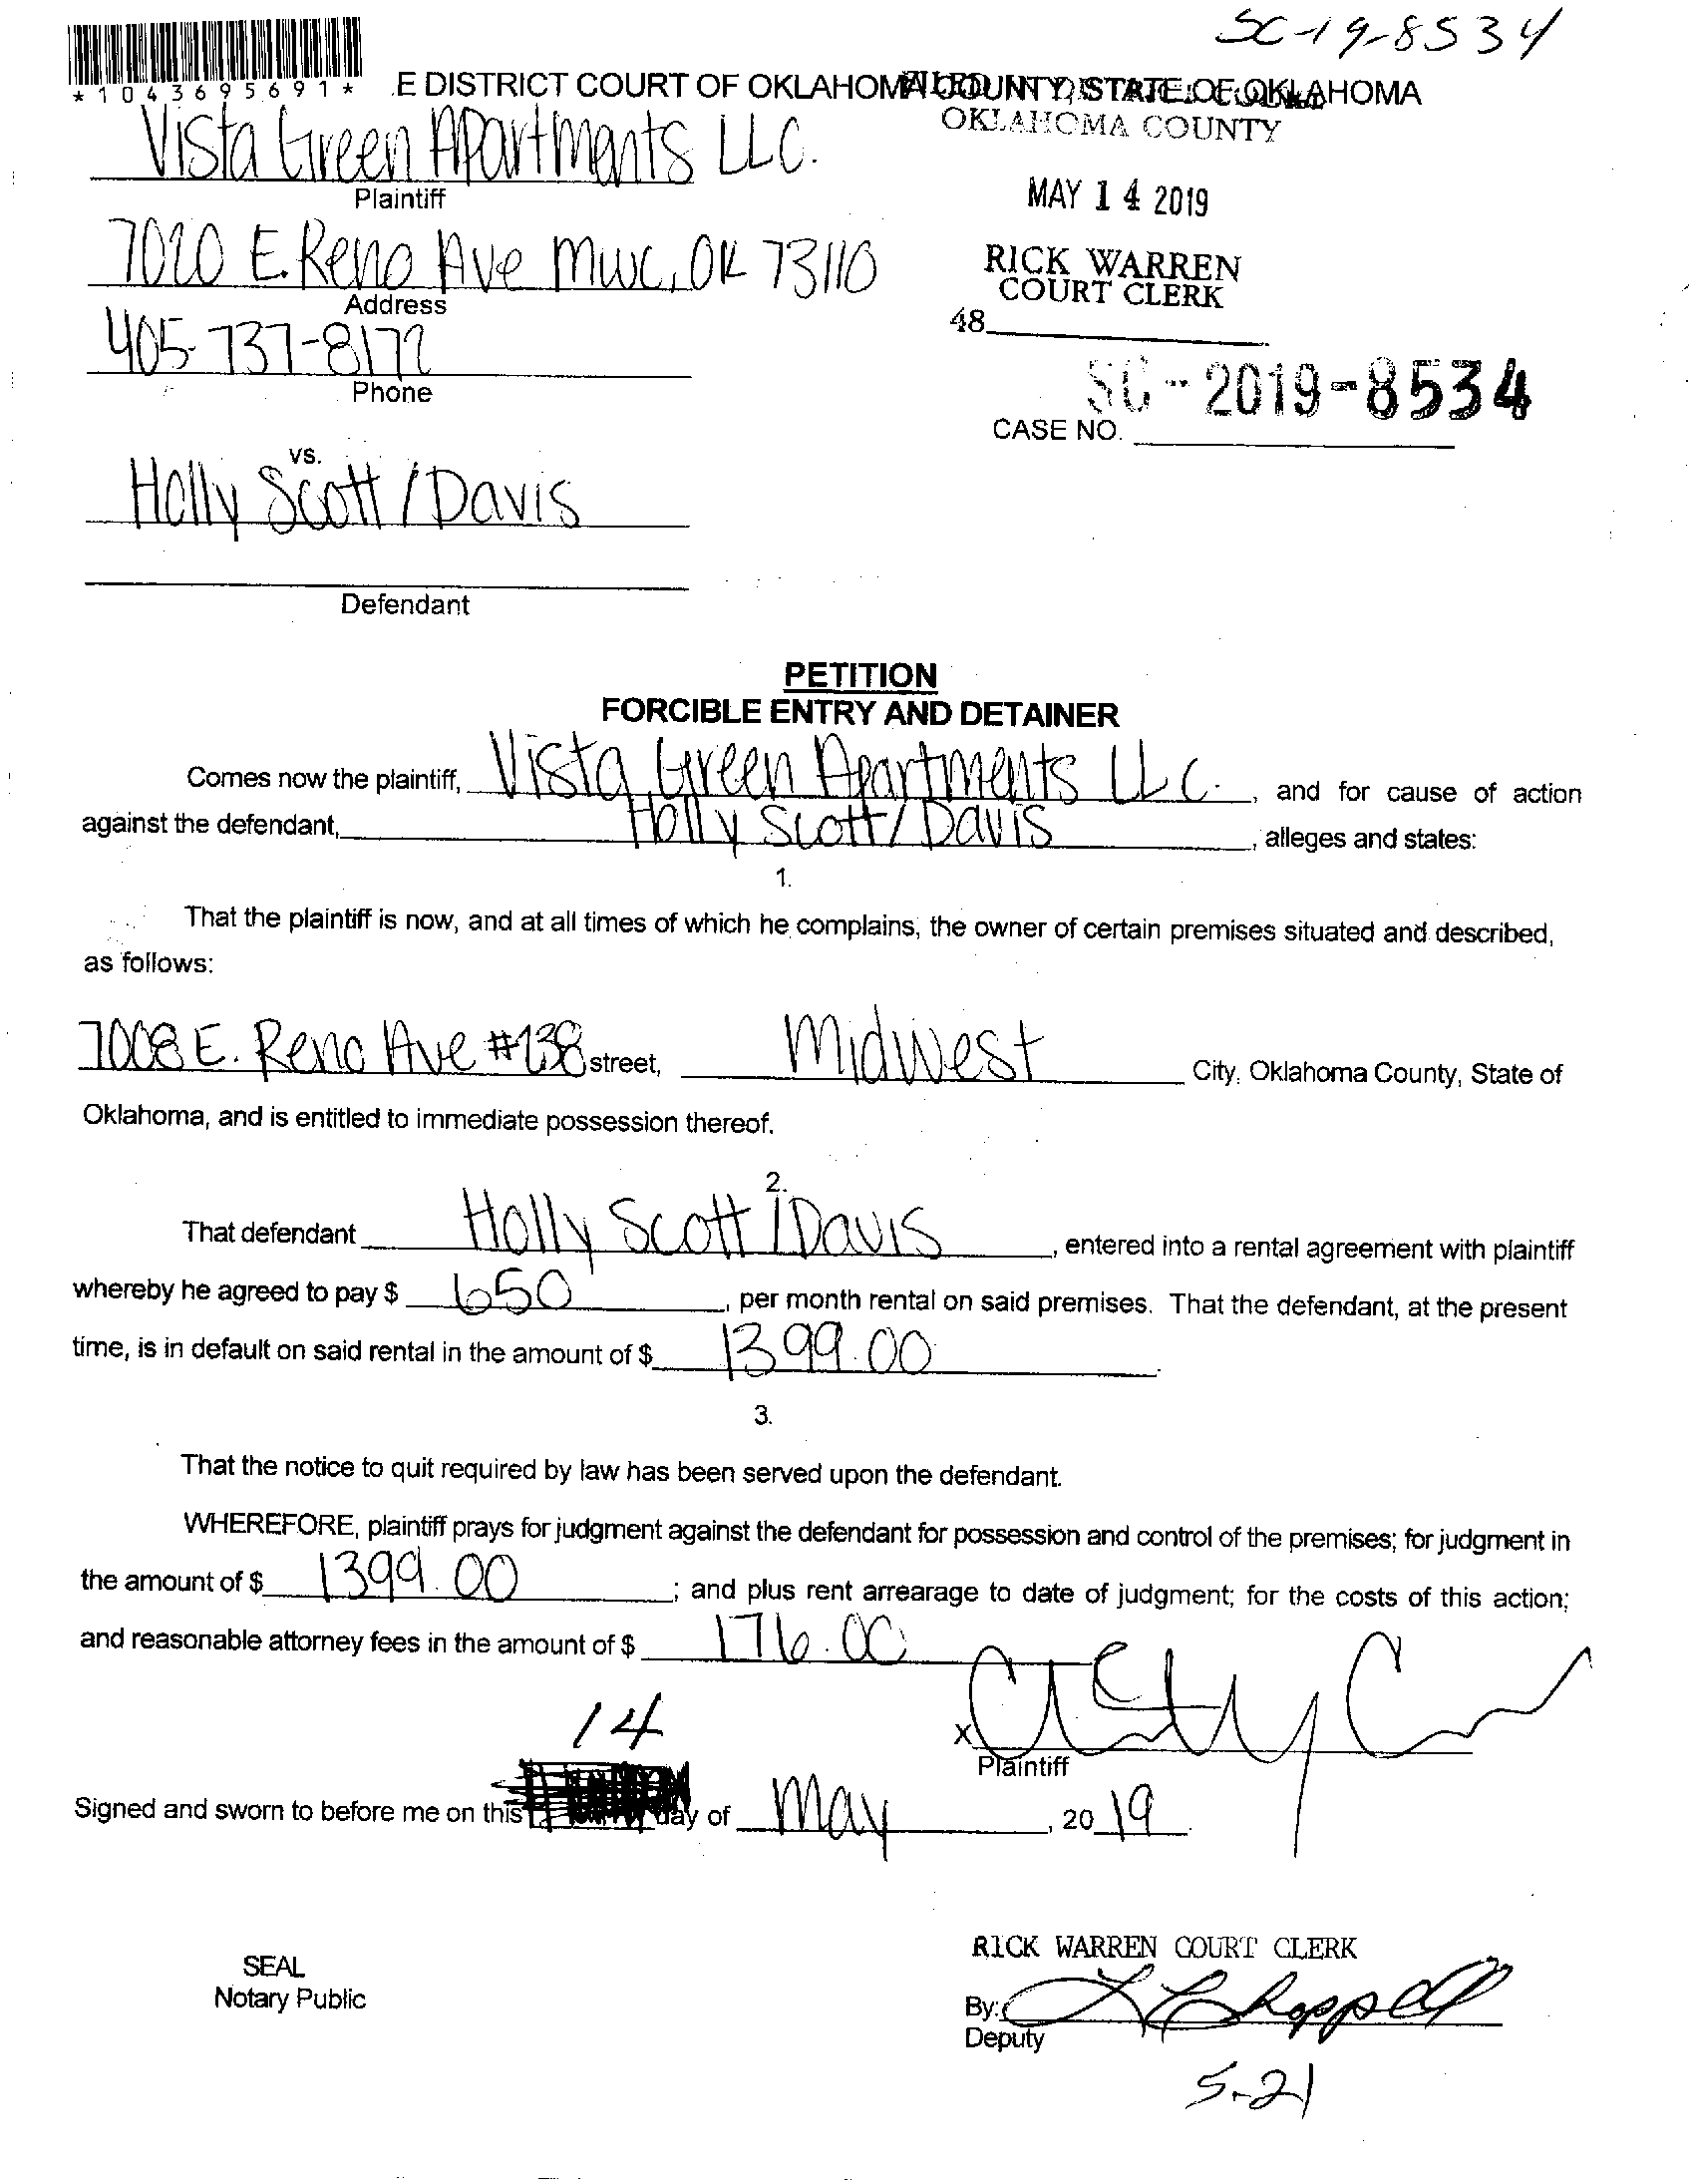 SC-19-8534
*1043695691*
E DISTRICT COURT OF OKLAHOMA COUNTY, STATE OF OKLAHOMA
OKLAHOMA COUNTY
Vista Green Apartments LLC.
Plaintiff
MAY 14 2019
7020 E. Reno Ave MWC, OK 73110
Address
RICK WARREN
COURT CLERK
48
405-737-8172
Phone
SC-2019-8534
CASE NO.
vs.
Holly Scott / Davis
Defendant
PETITION
FORCIBLE ENTRY AND DETAINER
Comes now the plaintiff, Vista Green Apartments LLC., and for cause of action
against the defendant, Holly Scott / Davis, alleges and states:
1.
That the plaintiff is now, and at all times of which he complains, the owner of certain premises situated and described,
as follows:
7008 E. Reno Ave #138 street, Midwest City, Oklahoma County, State of
Oklahoma, and is entitled to immediate possession thereof.
2.
That defendant Holly Scott / Davis, entered into a rental agreement with plaintiff
whereby he agreed to pay $ 650, per month rental on said premises. That the defendant, at the present
time, is in default on said rental in the amount of $ 1399.00.
3.
That the notice to quit required by law has been served upon the defendant.
WHEREFORE, plaintiff prays for judgment against the defendant for possession and control of the premises; for judgment in
the amount of $ 1399.00; and plus rent arrearage to date of judgment; for the costs of this action;
and reasonable attorney fees in the amount of $ 176.00
x
Plaintiff
14
Signed and sworn to before me on this day of May, 20 19
SEAL
Notary Public
RICK WARREN COURT CLERK
By: L Chappell
Deputy
5-21